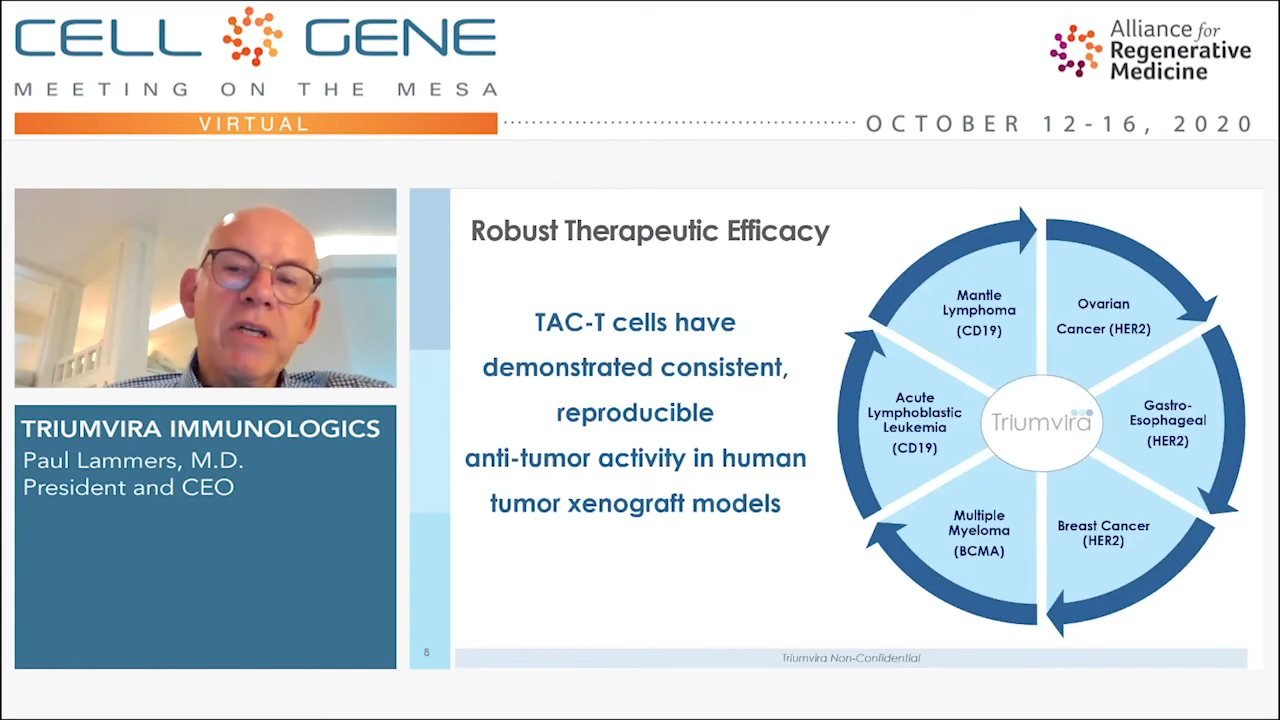 CELL GENE
MEETING ON THE MESA
VIRTUAL
Alliance for
Regenerative
Medicine
OCTOBER 12-16, 2020
TRIUMVIRA IMMUNOLOGICS
Paul Lammers, M.D.
President and CEO
Robust Therapeutic Efficacy
TAC-T cells have
demonstrated consistent,
reproducible
anti-tumor activity in human
tumor xenograft models
Mantle
Lymphoma
(CD19)
Ovarian
Cancer (HER2)
Gastro-
Esophageal
(HER2)
Breast Cancer
(HER2)
Multiple
Myeloma
(BCMA)
Acute
Lymphoblastic
Leukemia
(CD19)
Triumvira
8
Triumvira Non-Confidential